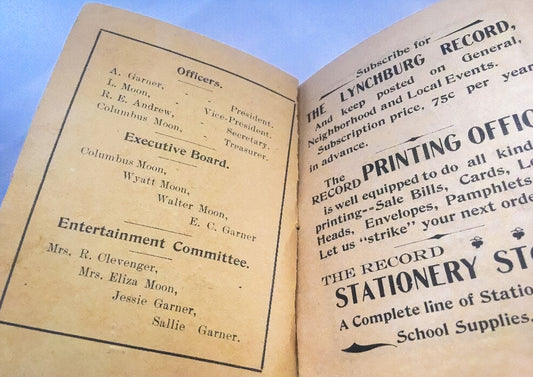 Officers.
A. Garner, - President.
L. Moon, - Vice-President.
R. E. Andrew, - Secretary.
Columbus Moon, - Treasurer.
Executive Board.
Columbus Moon,
Wyatt Moon,
Walter Moon,
E. C. Garner
Entertainment Committee.
Mrs. R. Clevenger,
Mrs. Eliza Moon,
Jessie Garner,
Sallie Garner.
Subscribe for
THE LYNCHBURG RECORD,
And keep posted on General,
Neighborhood and Local Events.
Subscription price, 75c per year
in advance.
The
RECORD PRINTING OFFIC
is well equipped to do all kind
printing--Sale Bills, Cards, Le
Heads, Envelopes, Pamphlets,
Let us "strike" your next orde
THE RECORD
STATIONERY STO
A Complete line of Statio
School Supplies.